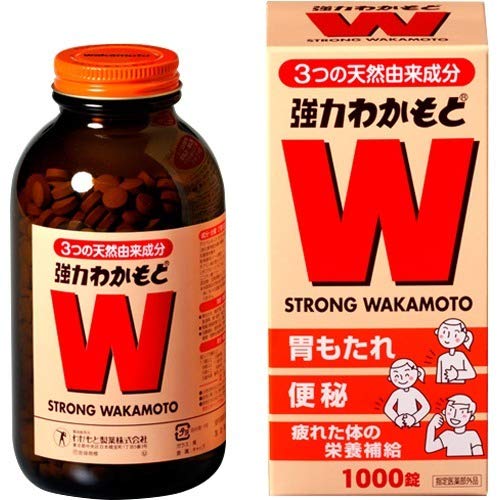 Wakamoto
3つの天然由来成分
強力わかもと®
W
STRONG WAKAMOTO
わかもと製薬株式会社
3つの天然由来成分
強力わかもと®
W
STRONG WAKAMOTO
胃もたれ
便秘
疲れた体の
栄養補給
1000錠
指定医薬部外品